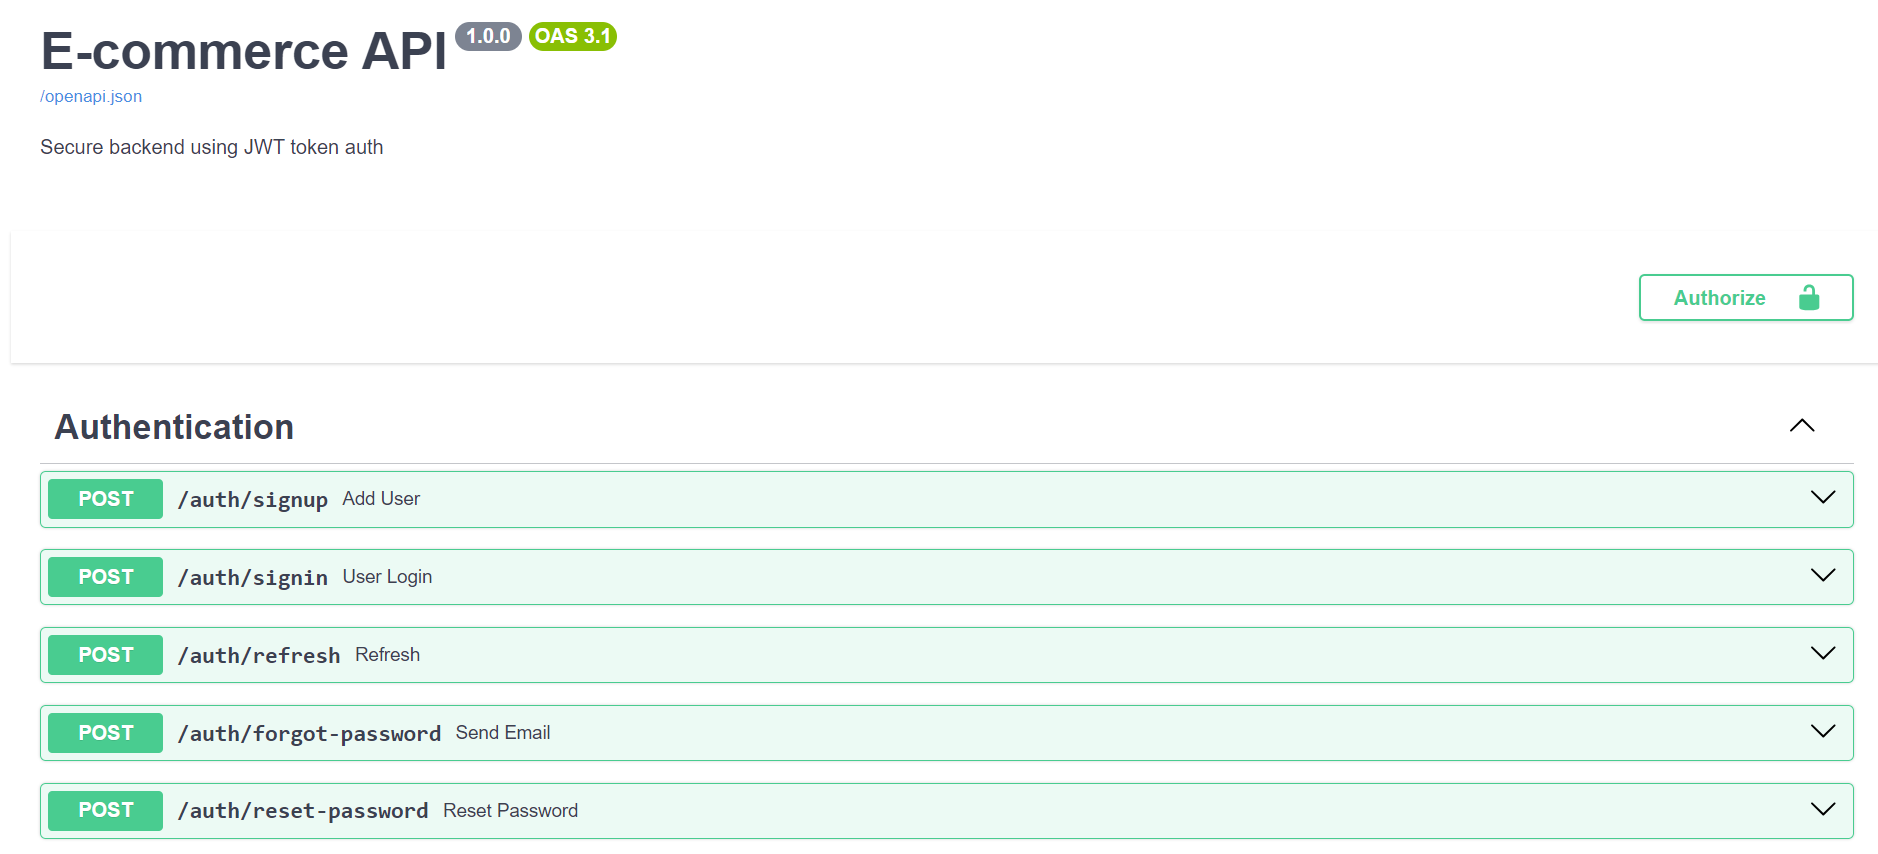 E-commerce API 1.0.0 OAS 3.1
/openapi.json
Secure backend using JWT token auth
Authorize
Authentication
POST /auth/signup Add User
POST /auth/signin User Login
POST /auth/refresh Refresh
POST /auth/forgot-password Send Email
POST /auth/reset-password Reset Password